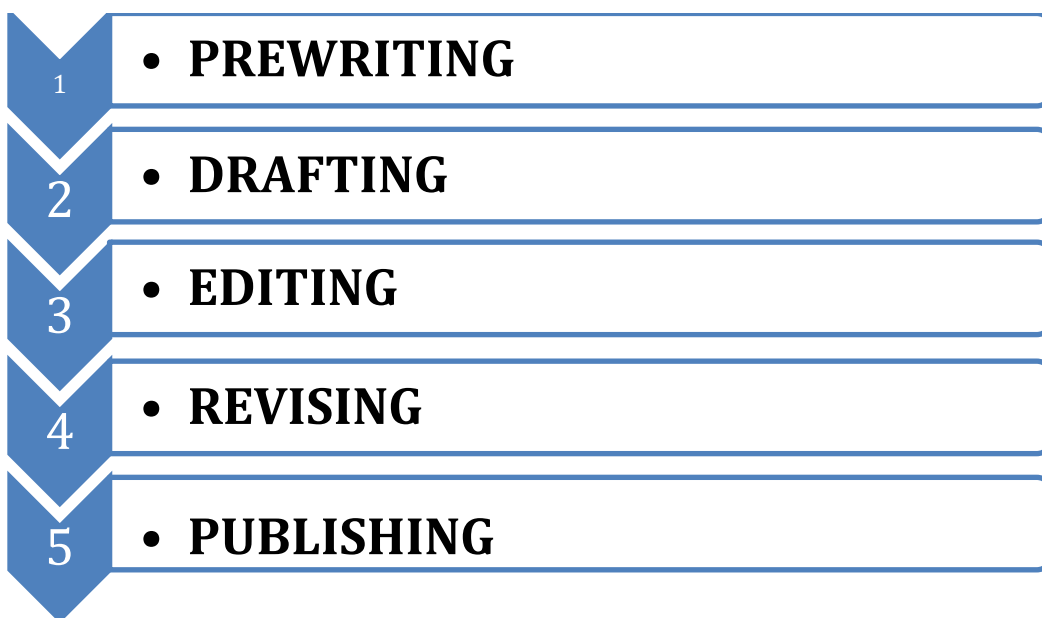 1 • PREWRITING
2 • DRAFTING
3 • EDITING
4 • REVISING
5 • PUBLISHING